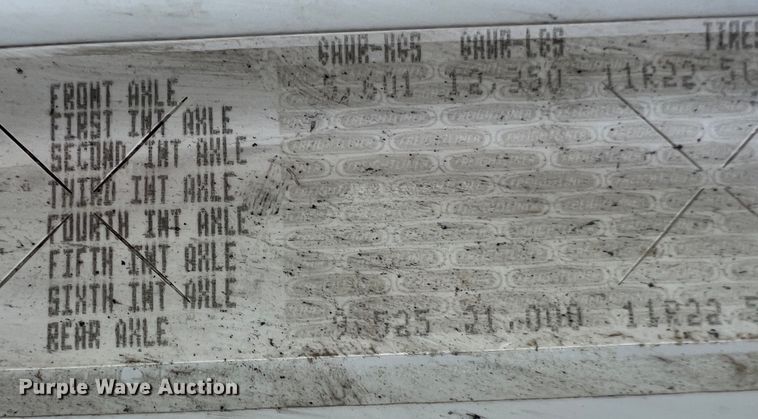 GAWR-KGS GAWR-LBS TIRES
FRONT AXLE 5,601 12,350 11R22.5(
FIRST INT AXLE
SECOND INT AXLE
THIRD INT AXLE
FOURTH INT AXLE
FIFTH INT AXLE
SIXTH INT AXLE
REAR AXLE 9,525 21,000 11R22.5
Purple Wave Auction